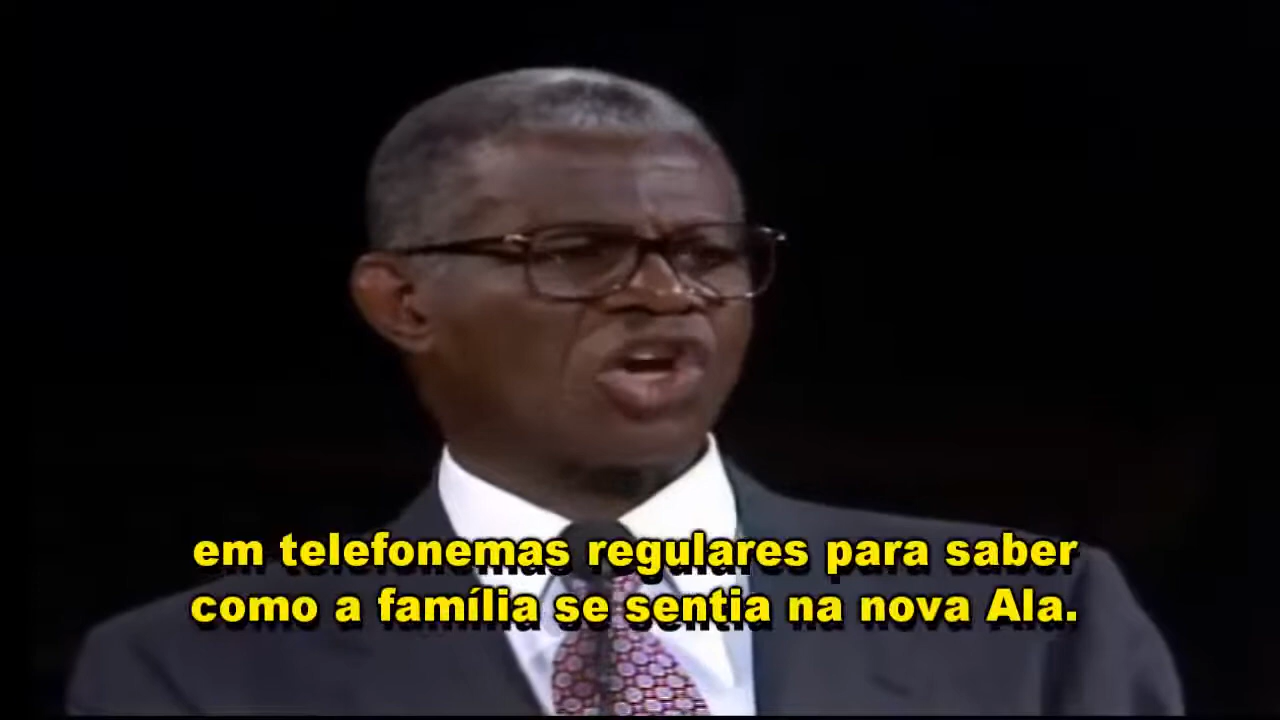 em telefonemas regulares para saber
como a família se sentia na nova Ala.